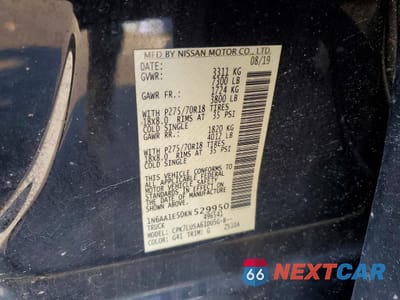 MFD BY NISSAN MOTOR CO., LTD.
DATE: 08/19
GVWR: 3311 KG
7300 LB
GAWR FR.: 1724 KG
3800 LB
WITH P275/70R18 TIRES
18X8.0 RIMS AT 35 PSI
COLD SINGLE
GAWR RR.: 1820 KG
4012 LB
WITH P275/70R18 TIRES
18X8.0 RIMS AT 35 PSI
COLD SINGLE
THIS VEHICLE CONFORMS TO ALL
APPLICABLE U.S. FEDERAL MOTOR
VEHICLE SAFETY STANDARDS
IN EFFECT ON THE
DATE OF MANUFACTURE
SHOWN ABOVE.
1N6AA1E50KN529950
TRUCK 496541
MODEL:
COLOR: G41 TRIM: G
66 NEXTCAR